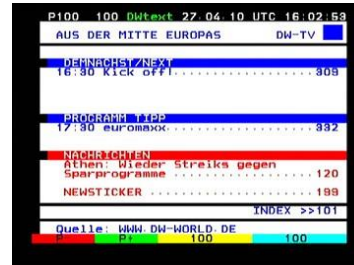 P100 100 DWtext 27.04.10 UTC 16:02:53
AUS DER MITTE EUROPAS DW-TV
DEMNÄCHST/NEXT
16:30 Kick off!.................309
PROGRAMM TIPP
17:30 euromaxx..................332
NACHRICHTEN
Athen: Wieder Streiks gegen
Sparprogramme ..................120
NEWSTICKER .....................199
INDEX >>101
Quelle: WWW.DW-WORLD.DE
P- P+ 100 100